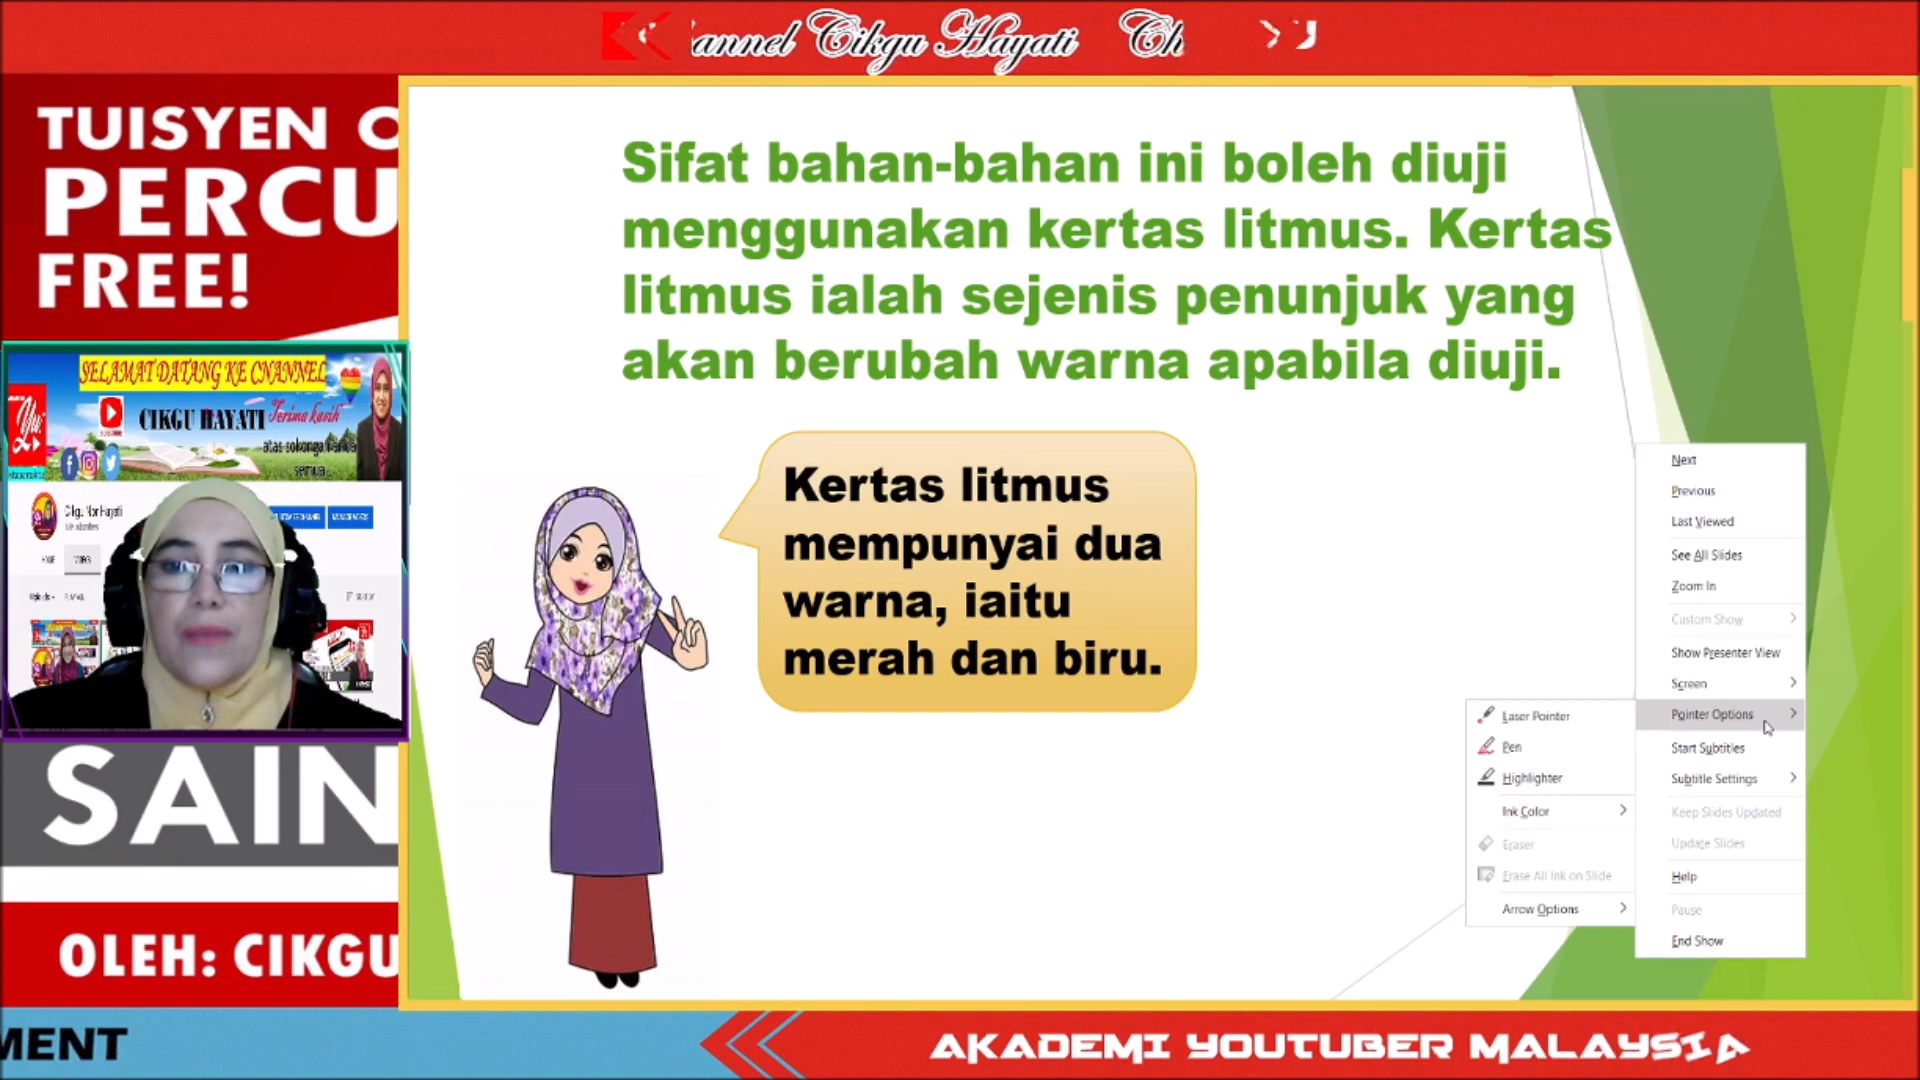 annel Cikgu Hayati Ch
TUISYEN
PERCU
FREE!
Sifat bahan-bahan ini boleh diuji
menggunakan kertas litmus. Kertas
litmus ialah sejenis penunjuk yang
akan berubah warna apabila diuji.
SELAMAT DATANG KE CNANNEL
CIKGU HAYATI Terima kasih
semua
Kertas litmus
mempunyai dua
warna, iaitu
merah dan biru.
Next
Previous
Last Viewed
See All Slides
Zoom In
Custom Show
Show Presenter View
Screen
Pointer Options
Start Subtitles
Subtitle Settings
Keep Slides Updated
Update Slides
Help
Pause
End Show
Laser Pointer
Pen
Highlighter
Ink Color
Eraser
Erase All Ink on Slide
Arrow Options
SAIN
OLEH: CIKGU
MENT
AKADEMI YOUTUBER MALAYSIA